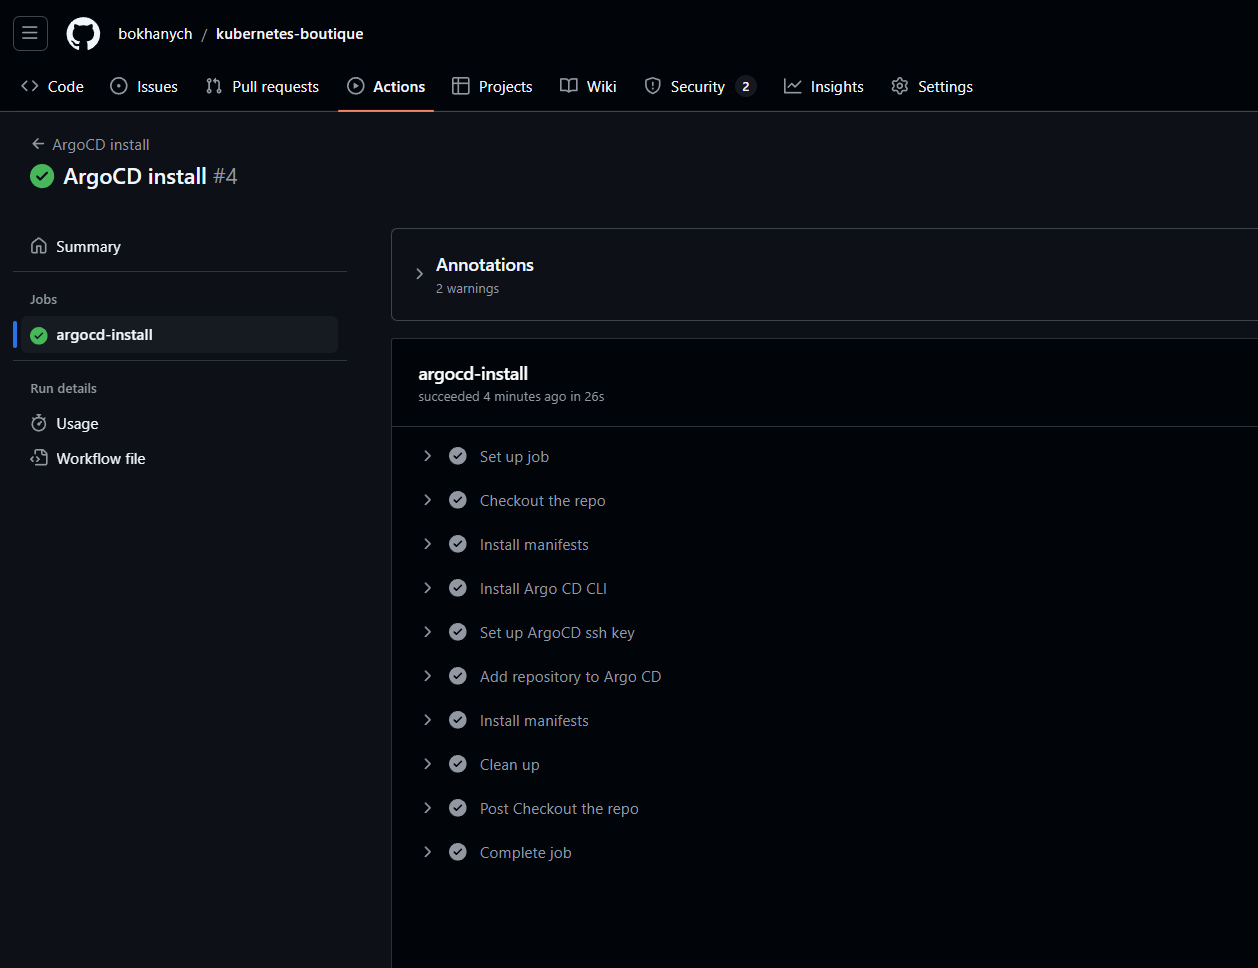 bokhanych / kubernetes-boutique
Code Issues Pull requests Actions Projects Wiki Security 2 Insights Settings
ArgoCD install
ArgoCD install #4
Summary
Jobs
argocd-install
Run details
Usage
Workflow file
Annotations
2 warnings
argocd-install
succeeded 4 minutes ago in 26s
Set up job
Checkout the repo
Install manifests
Install Argo CD CLI
Set up ArgoCD ssh key
Add repository to Argo CD
Install manifests
Clean up
Post Checkout the repo
Complete job